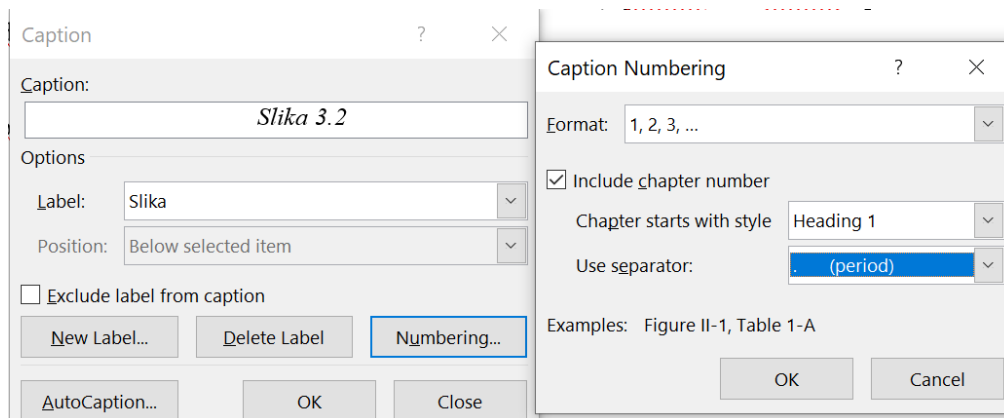 Caption ?
Caption:
Slika 3.2
Options
Label: Slika
Position: Below selected item
Exclude label from caption
New Label... Delete Label Numbering...
AutoCaption... OK Close
Caption Numbering ?
Format: 1, 2, 3, ...
Include chapter number
Chapter starts with style Heading 1
Use separator: . (period)
Examples: Figure II-1, Table 1-A
OK Cancel